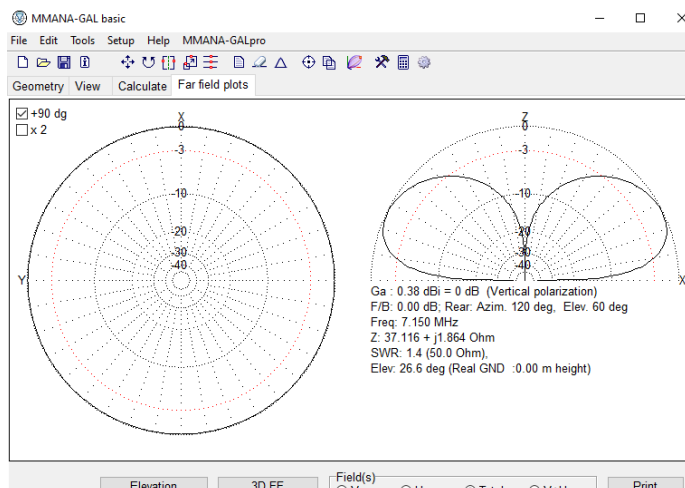 MMANA-GAL basic
File Edit Tools Setup Help MMANA-GALpro
Geometry View Calculate Far field plots
+90 dg
x 2
X
0
-3
-10
-20
-30
-40
Y
Z
0
-3
-10
-20
-30
-40
X
Ga : 0.38 dBi = 0 dB (Vertical polarization)
F/B: 0.00 dB; Rear: Azim. 120 deg, Elev. 60 deg
Freq: 7.150 MHz
Z: 37.116 + j1.864 Ohm
SWR: 1.4 (50.0 Ohm),
Elev: 26.6 deg (Real GND :0.00 m height)
Elevation 3D FF Field(s) Print